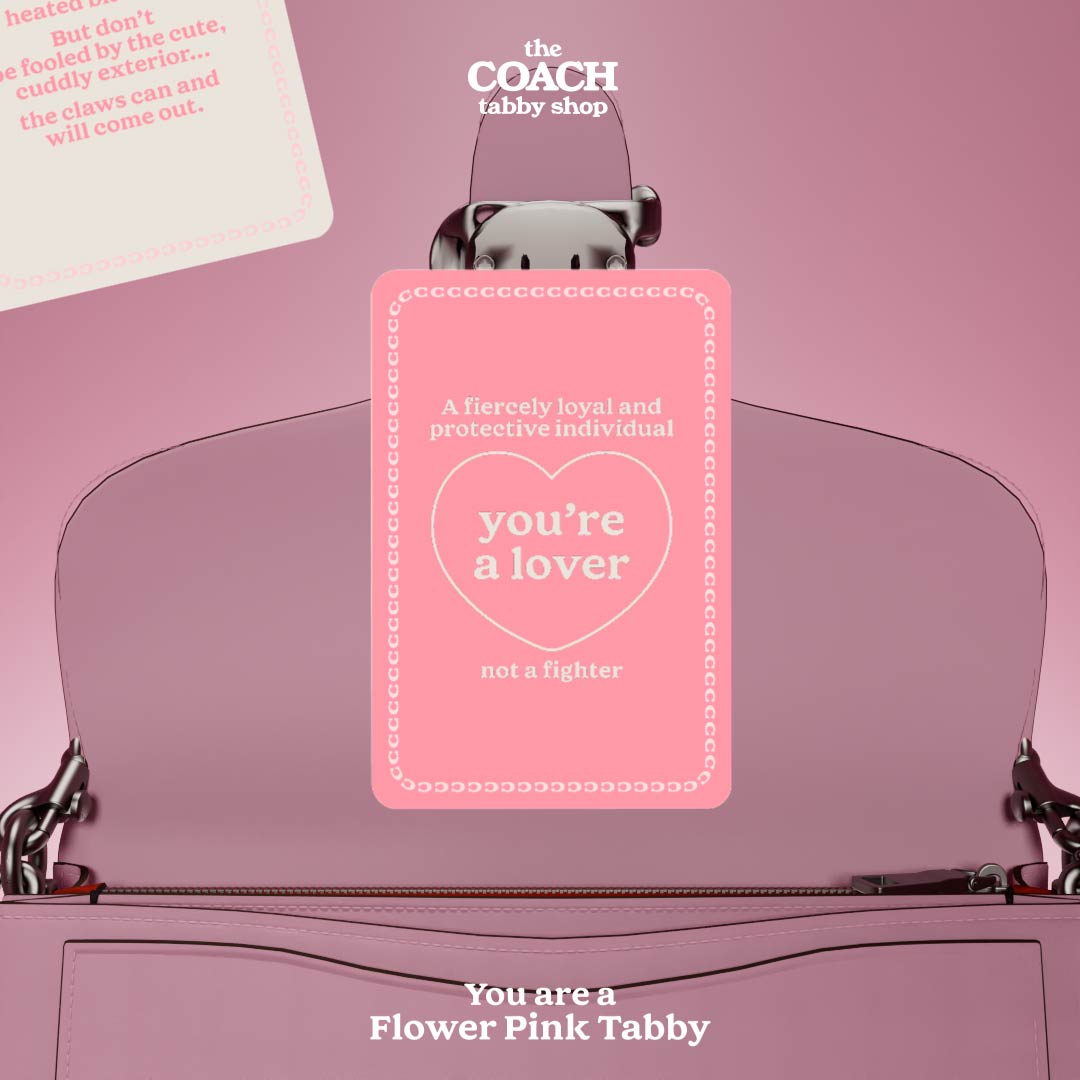 heated
But don't
be fooled by the cute,
cuddly exterior...
the claws can and
will come out.
the
COACH
tabby shop
A fiercely loyal and
protective individual
you're
a lover
not a fighter
You are a
Flower Pink Tabby